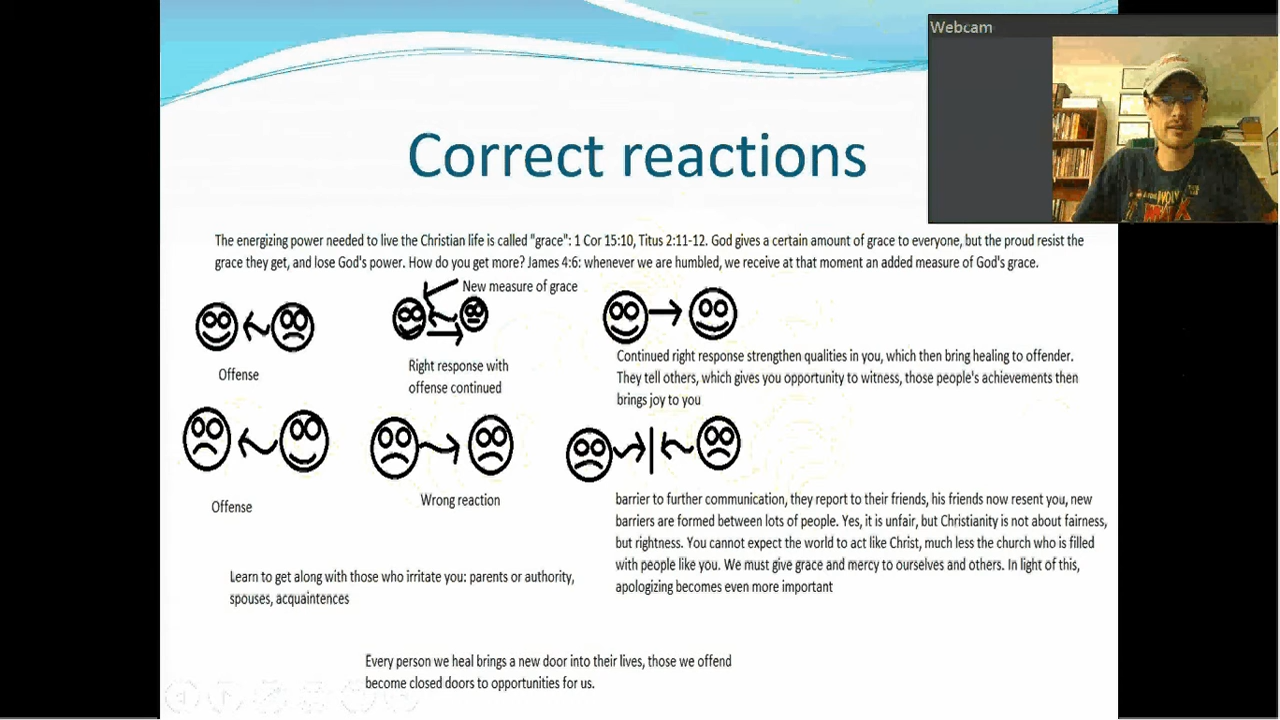 Webcam
Correct reactions
The energizing power needed to live the Christian life is called "grace": 1 Cor 15:10, Titus 2:11-12. God gives a certain amount of grace to everyone, but the proud resist the
grace they get, and lose God's power. How do you get more? James 4:6: whenever we are humbled, we receive at that moment an added measure of God's grace.
New measure of grace
Offense
Right response with
offense continued
Continued right response strengthen qualities in you, which then bring healing to offender.
They tell others, which gives you opportunity to witness, those people's achievements then
brings joy to you
Offense
Wrong reaction
barrier to further communication, they report to their friends, his friends now resent you, new
barriers are formed between lots of people. Yes, it is unfair, but Christianity is not about fairness,
but rightness. You cannot expect the world to act like Christ, much less the church who is filled
with people like you. We must give grace and mercy to ourselves and others. In light of this,
apologizing becomes even more important
Learn to get along with those who irritate you: parents or authority,
spouses, acquaintences
Every person we heal brings a new door into their lives, those we offend
become closed doors to opportunities for us.